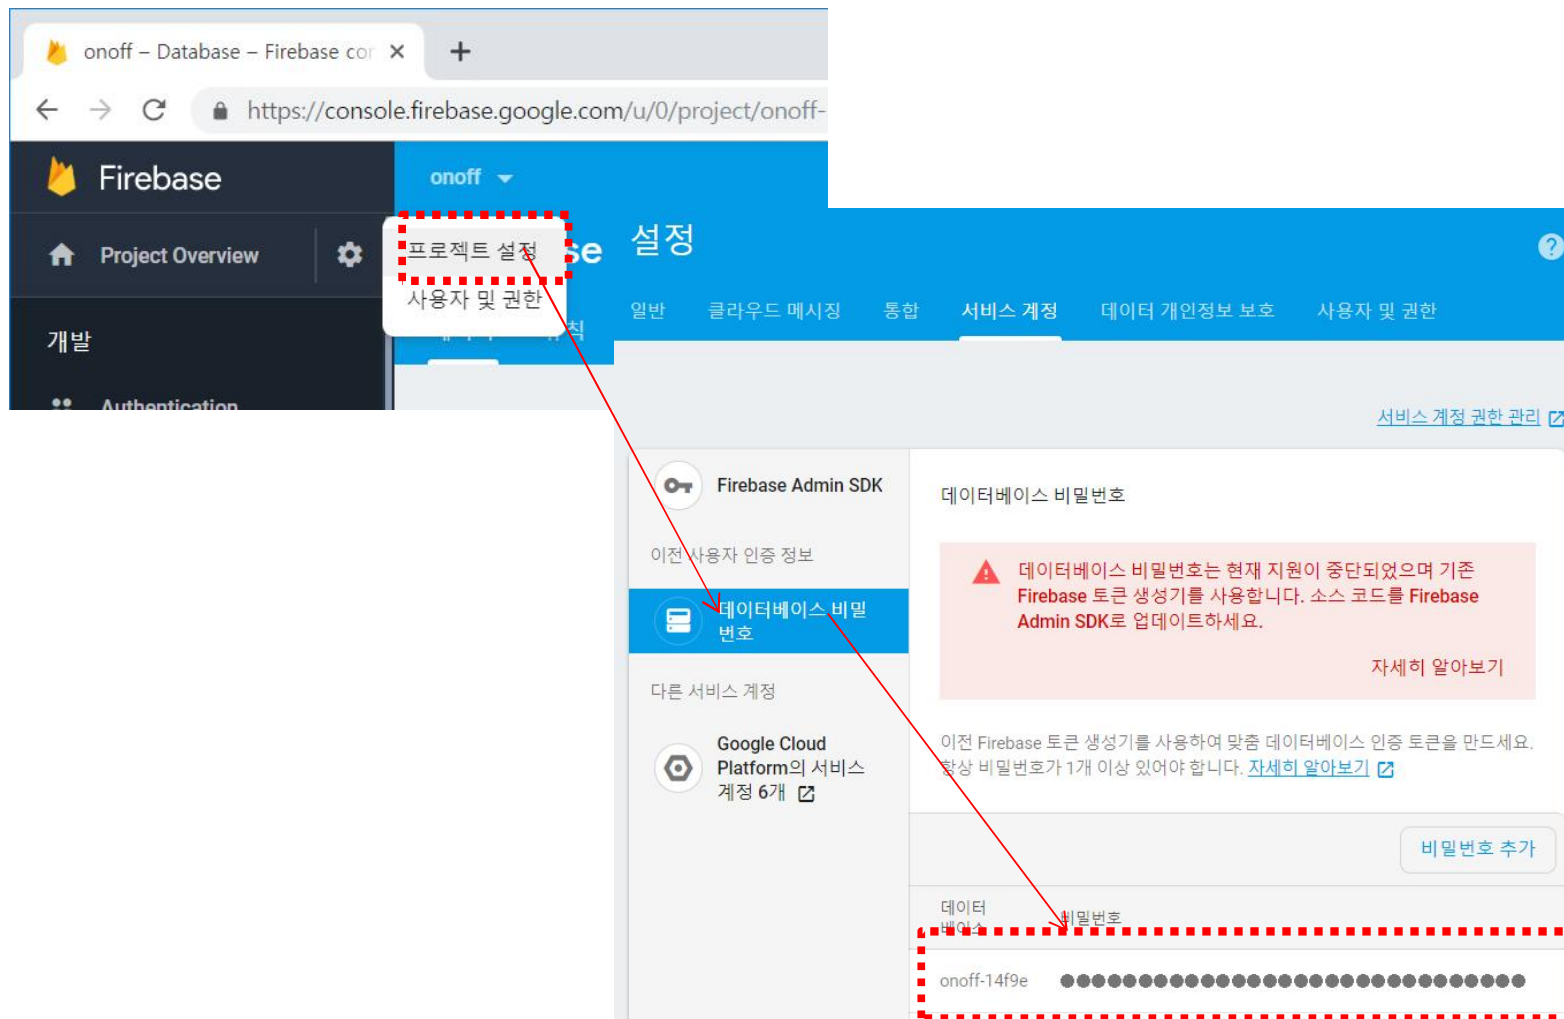 onoff – Database – Firebase cor
https://console.firebase.google.com/u/0/project/onoff-
Firebase
onoff
Project Overview
프로젝트 설정
se
사용자 및 권한
개발
Authentication
설정
일반 클라우드 메시징 통합 서비스 계정 데이터 개인정보 보호 사용자 및 권한
서비스 계정 권한 관리
Firebase Admin SDK
이전 사용자 인증 정보
데이터베이스 비밀
번호
다른 서비스 계정
Google Cloud
Platform의 서비스
계정 6개
데이터베이스 비밀번호
데이터베이스 비밀번호는 현재 지원이 중단되었으며 기존
Firebase 토큰 생성기를 사용합니다. 소스 코드를 Firebase
Admin SDK로 업데이트하세요.
자세히 알아보기
이전 Firebase 토큰 생성기를 사용하여 맞춤 데이터베이스 인증 토큰을 만드세요.
항상 비밀번호가 1개 이상 있어야 합니다. 자세히 알아보기
비밀번호 추가
데이터
베이스
비밀번호
onoff-14f9e ●●●●●●●●●●●●●●●●●●●●●●●●●●●●●●